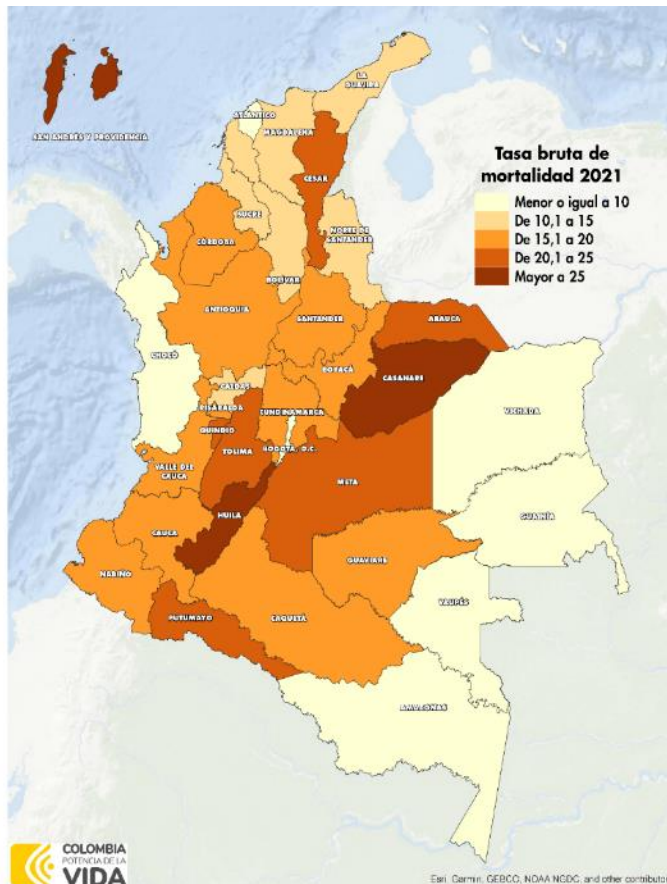 LA
GUAJIRA
ATLÁNTICO
MAGDALENA
SAN ANDRÉS Y PROVIDENCIA
Tasa bruta de
mortalidad 2021
Menor o igual a 10
De 10,1 a 15
De 15,1 a 20
De 20,1 a 25
Mayor a 25
CESAR
SUCRE
NORTE DE
SANTANDER
CÓRDOBA
BOLÍVAR
ANTIOQUIA
SANTANDER
ARAUCA
CHOCÓ
BOYACÁ
CASANARE
CALDAS
VICHADA
RISARALDA
CUNDINAMARCA
QUINDÍO
BOGOTÁ, D.C.
TOLIMA
VALLE DEL
CAUCA
META
GUAINÍA
HUILA
CAUCA
GUAVIARE
NARIÑO
VAUPÉS
PUTUMAYO
CAQUETÁ
AMAZONAS
COLOMBIA
POTENCIA DE LA
VIDA
Esri, Garmin, GEBCO, NOAA NGDC, and other contributor